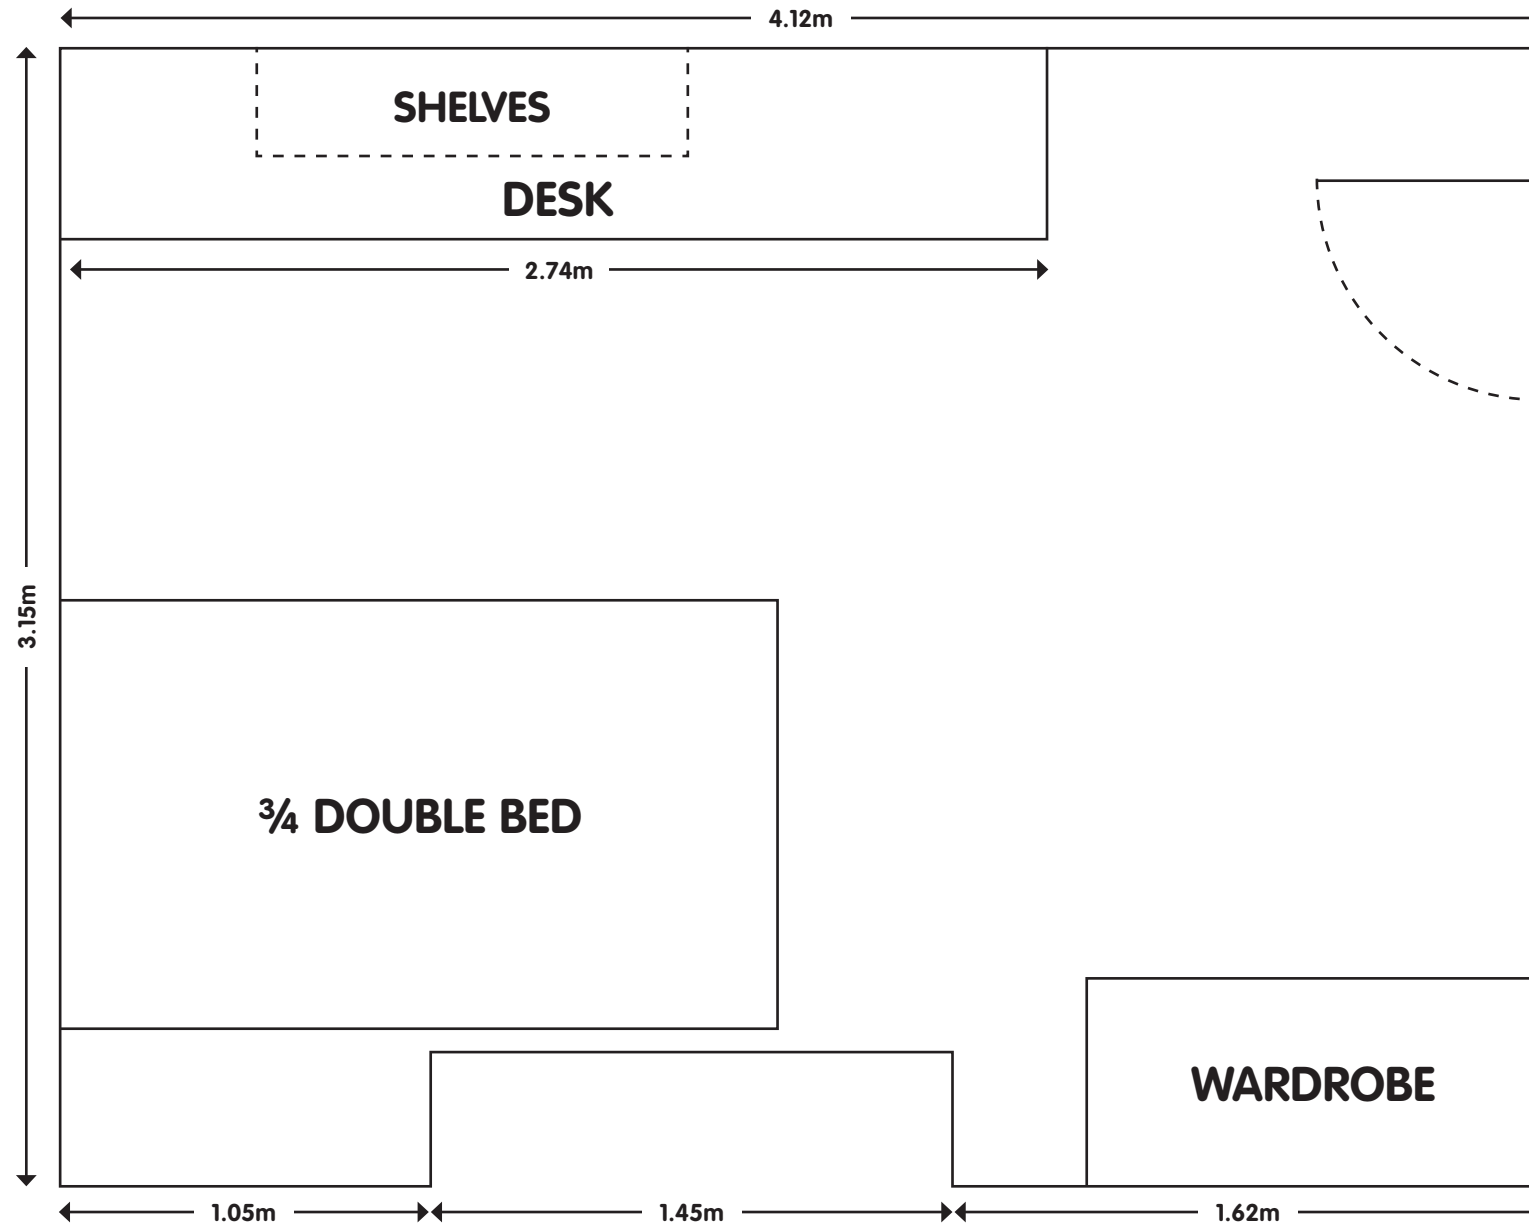 4.12m
SHELVES
DESK
2.74m
3.15m
¾ DOUBLE BED
WARDROBE
1.05m
1.45m
1.62m